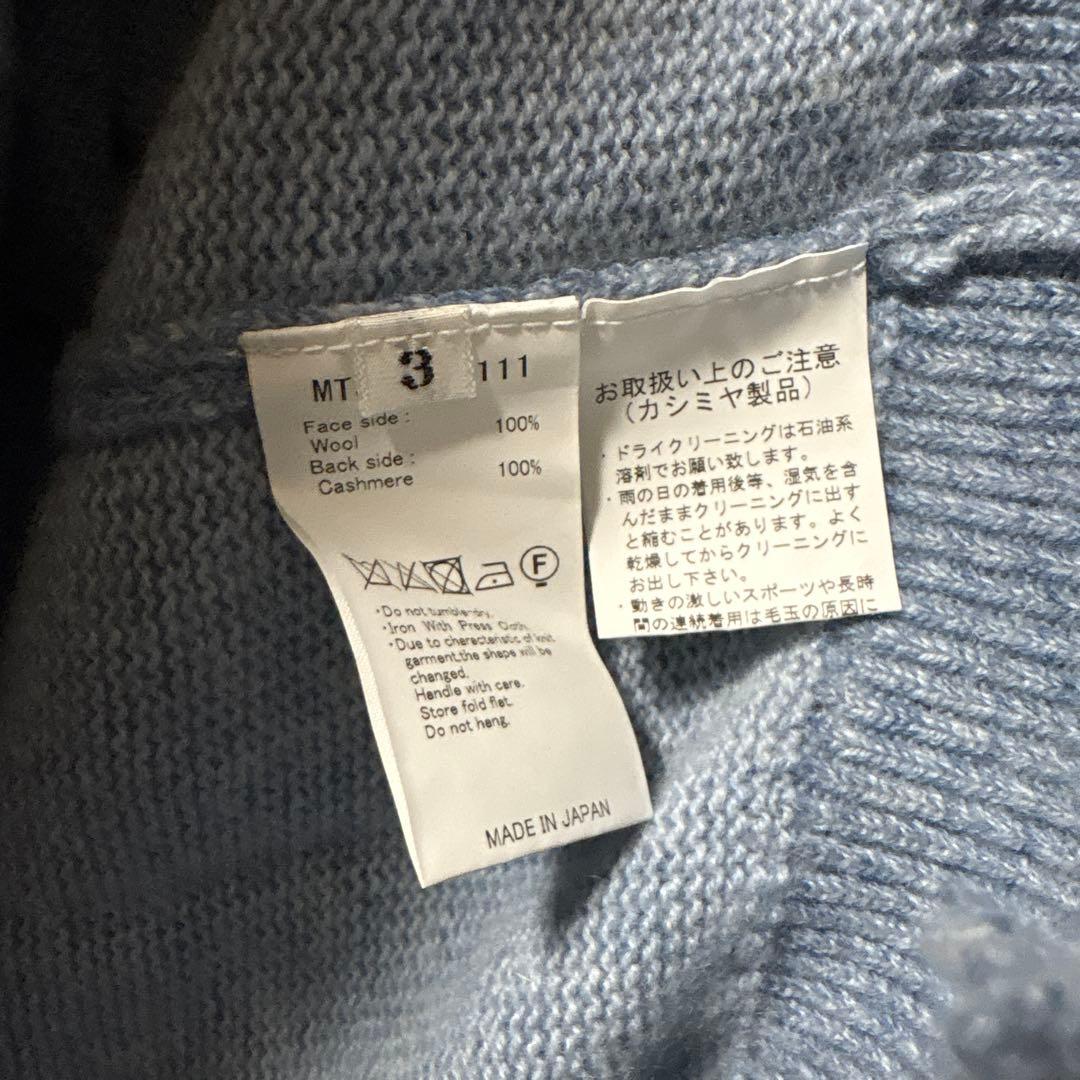 3
MT 111
Face side : 100%
Wool
Back side : 100%
Cashmere
F
·Do not tumble-dry.
·Iron With Press Cloth.
·Due to characteristic of knit
garment,the shape will be
changed.
Handle with care.
Store fold flat.
Do not hang.
MADE IN JAPAN
お取扱い上のご注意
（カシミヤ製品）
・ドライクリーニングは石油系
溶剤でお願い致します。
・雨の日の着用後等、湿気を含
んだままクリーニングに出す
と縮むことがあります。よく
乾燥してからクリーニングに
お出し下さい。
・動きの激しいスポーツや長時
間の連続着用は毛玉の原因に